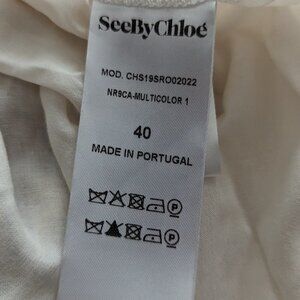 SeeByChloé
MOD. CHS19SRO02022
NR9CA-MULTICOLOR 1
40
MADE IN PORTUGAL